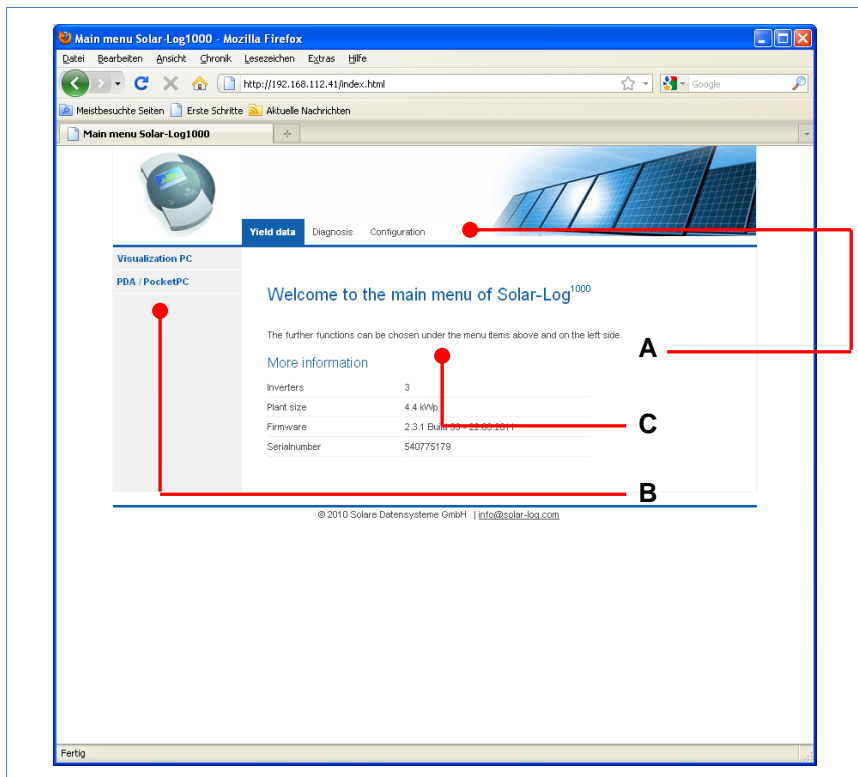 Main menu Solar-Log1000 - Mozilla Firefox
Datei Bearbeiten Ansicht Chronik Lesezeichen Extras Hilfe
http://192.168.112.41/index.html Google
Meistbesuchte Seiten Erste Schritte Aktuelle Nachrichten
Main menu Solar-Log1000
Yield data Diagnosis Configuration
Visualization PC
PDA / PocketPC
Welcome to the main menu of Solar-Log1000
The further functions can be chosen under the menu items above and on the left side.
A
More information
Inverters 3
Plant size 4.4 kWp
Firmware 2.3.1 Build
C
Serialnumber 540775179
B
© 2010 Solare Datensysteme GmbH | info@solar-log.com
Fertig